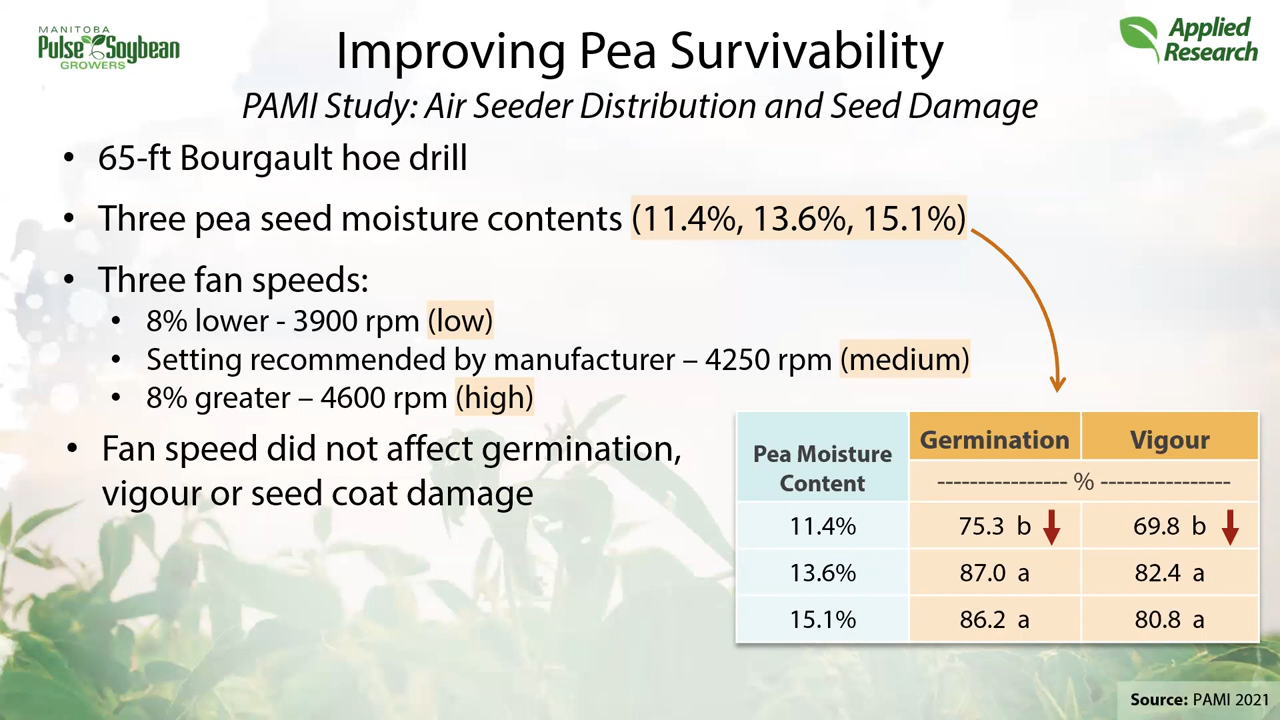 MANITOBA
Pulse Soybean
GROWERS
Applied
Research
Improving Pea Survivability
PAMI Study: Air Seeder Distribution and Seed Damage
• 65-ft Bourgault hoe drill
• Three pea seed moisture contents (11.4%, 13.6%, 15.1%)
• Three fan speeds:
• 8% lower - 3900 rpm (low)
• Setting recommended by manufacturer – 4250 rpm (medium)
• 8% greater – 4600 rpm (high)
• Fan speed did not affect germination,
vigour or seed coat damage
Pea Moisture
Content
Germination Vigour
---------------- % ----------------
11.4% 75.3 b 69.8 b
13.6% 87.0 a 82.4 a
15.1% 86.2 a 80.8 a
Source: PAMI 2021